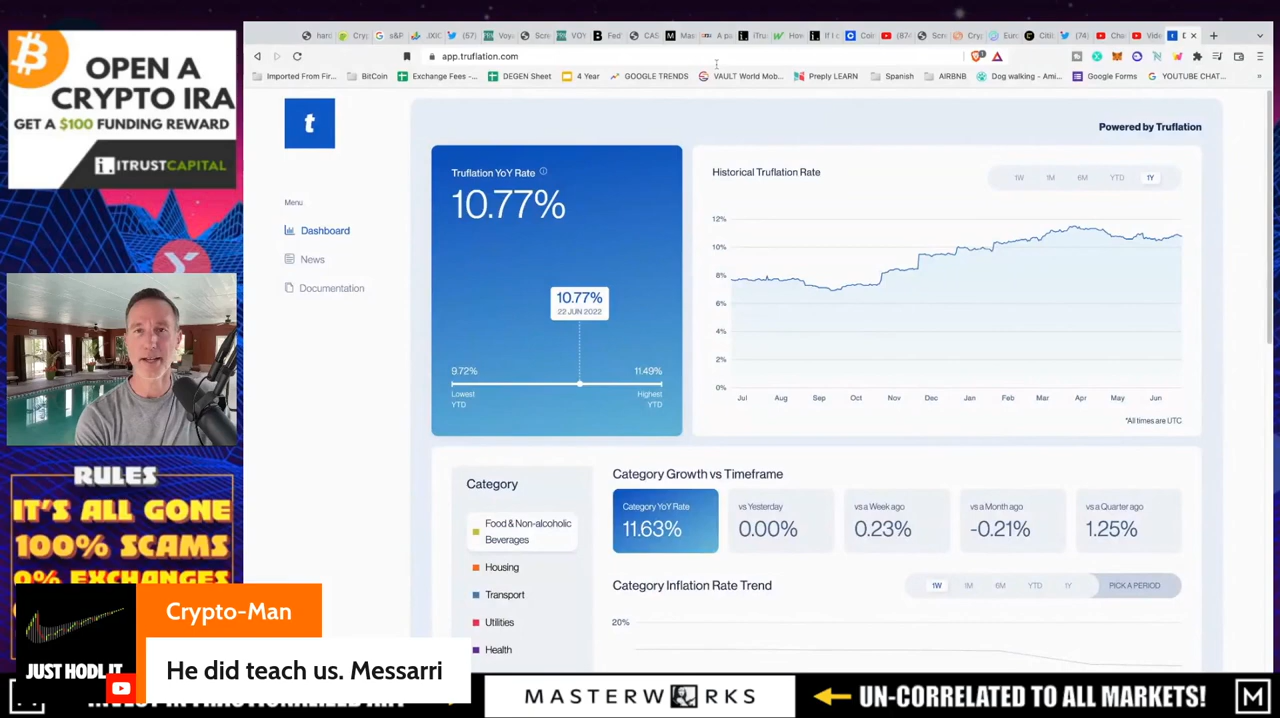 OPEN A
CRYPTO IRA
GET A $100 FUNDING REWARD
i. ITRUSTCAPITAL
RULES
IT'S ALL GONE
100% SCAMS
0% EXCHANGES
JUST HODL IT
Crypto-Man
He did teach us. Messarri
app.truflation.com
Imported From Fir...
BitCoin
Exchange Fees -...
DEGEN Sheet
4 Year
GOOGLE TRENDS
VAULT World Mob...
Preply LEARN
Spanish
AIRBNB
Dog walking - Ami...
Google Forms
YOUTUBE CHAT...
t
Menu
Dashboard
News
Documentation
Powered by Truflation
Truflation YoY Rate
10.77%
10.77%
22 JUN 2022
9.72%
11.49%
Lowest
YTD
Highest
YTD
Historical Truflation Rate
1W 1M 6M YTD 1Y
12%
10%
8%
6%
4%
2%
0%
Jul Aug Sep Oct Nov Dec Jan Feb Mar Apr May Jun
*All times are UTC
Category
Food & Non-alcoholic
Beverages
Housing
Transport
Utilities
Health
Category Growth vs Timeframe
Category YoY Rate
11.63%
vs Yesterday
0.00%
vs a Week ago
0.23%
vs a Month ago
-0.21%
vs a Quarter ago
1.25%
Category Inflation Rate Trend
1W 1M 6M YTD 1Y PICK A PERIOD
20%
MASTERWORKS
UN-CORRELATED TO ALL MARKETS!
M